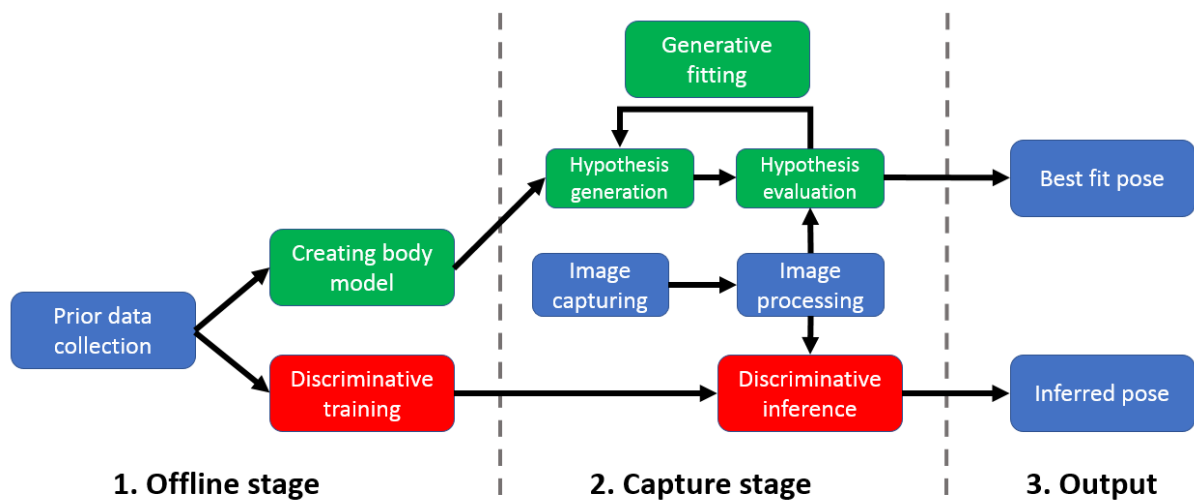 Generative
fitting
Hypothesis
generation
Hypothesis
evaluation
Best fit pose
Creating body
model
Image
capturing
Image
processing
Prior data
collection
Discriminative
training
Discriminative
inference
Inferred pose
1. Offline stage
2. Capture stage
3. Output